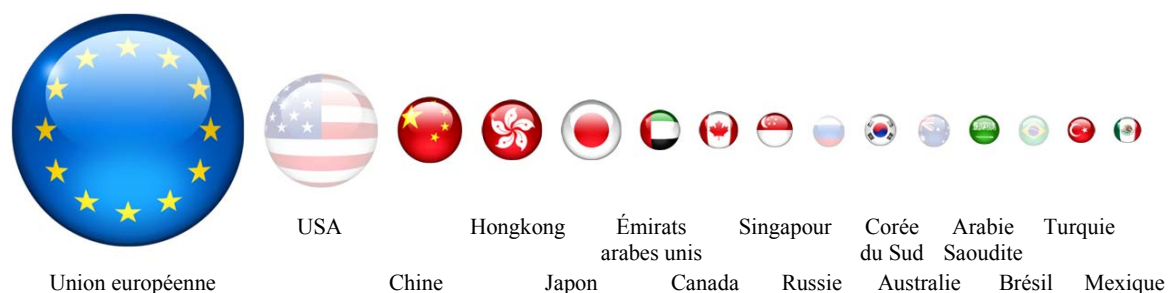 USA Hongkong Émirats Singapour Corée Arabie Turquie
arabes unis du Sud Saoudite
Union européenne Chine Japon Canada Russie Australie Brésil Mexique